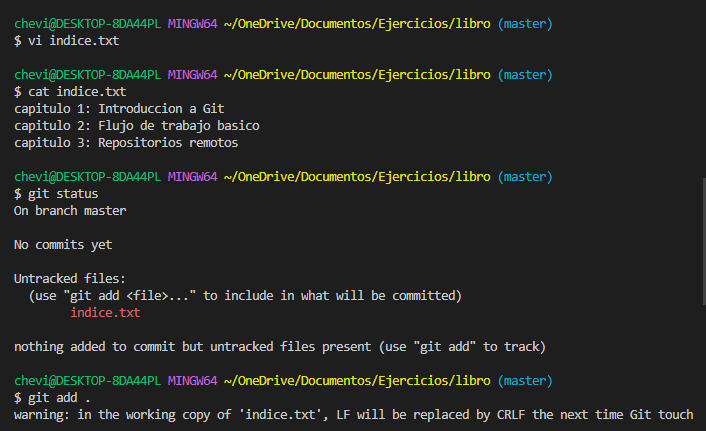 chevi@DESKTOP-8DA44PL MINGW64 ~/OneDrive/Documentos/Ejercicios/libro (master)
$ vi indice.txt
chevi@DESKTOP-8DA44PL MINGW64 ~/OneDrive/Documentos/Ejercicios/libro (master)
$ cat indice.txt
capitulo 1: Introduccion a Git
capitulo 2: Flujo de trabajo basico
capitulo 3: Repositorios remotos
chevi@DESKTOP-8DA44PL MINGW64 ~/OneDrive/Documentos/Ejercicios/libro (master)
$ git status
On branch master
No commits yet
Untracked files:
(use "git add <file>..." to include in what will be committed)
indice.txt
nothing added to commit but untracked files present (use "git add" to track)
chevi@DESKTOP-8DA44PL MINGW64 ~/OneDrive/Documentos/Ejercicios/libro (master)
$ git add .
warning: in the working copy of 'indice.txt', LF will be replaced by CRLF the next time Git touch